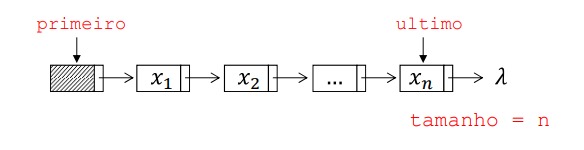 primeiro ultimo
x₁ x₂ ... xₙ λ
tamanho = n